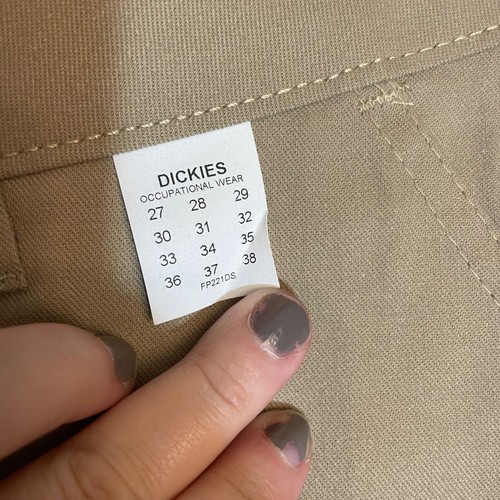 DICKIES
OCCUPATIONAL WEAR
27 28 29
30 31 32
33 34 35
36 37 38
FP221DS